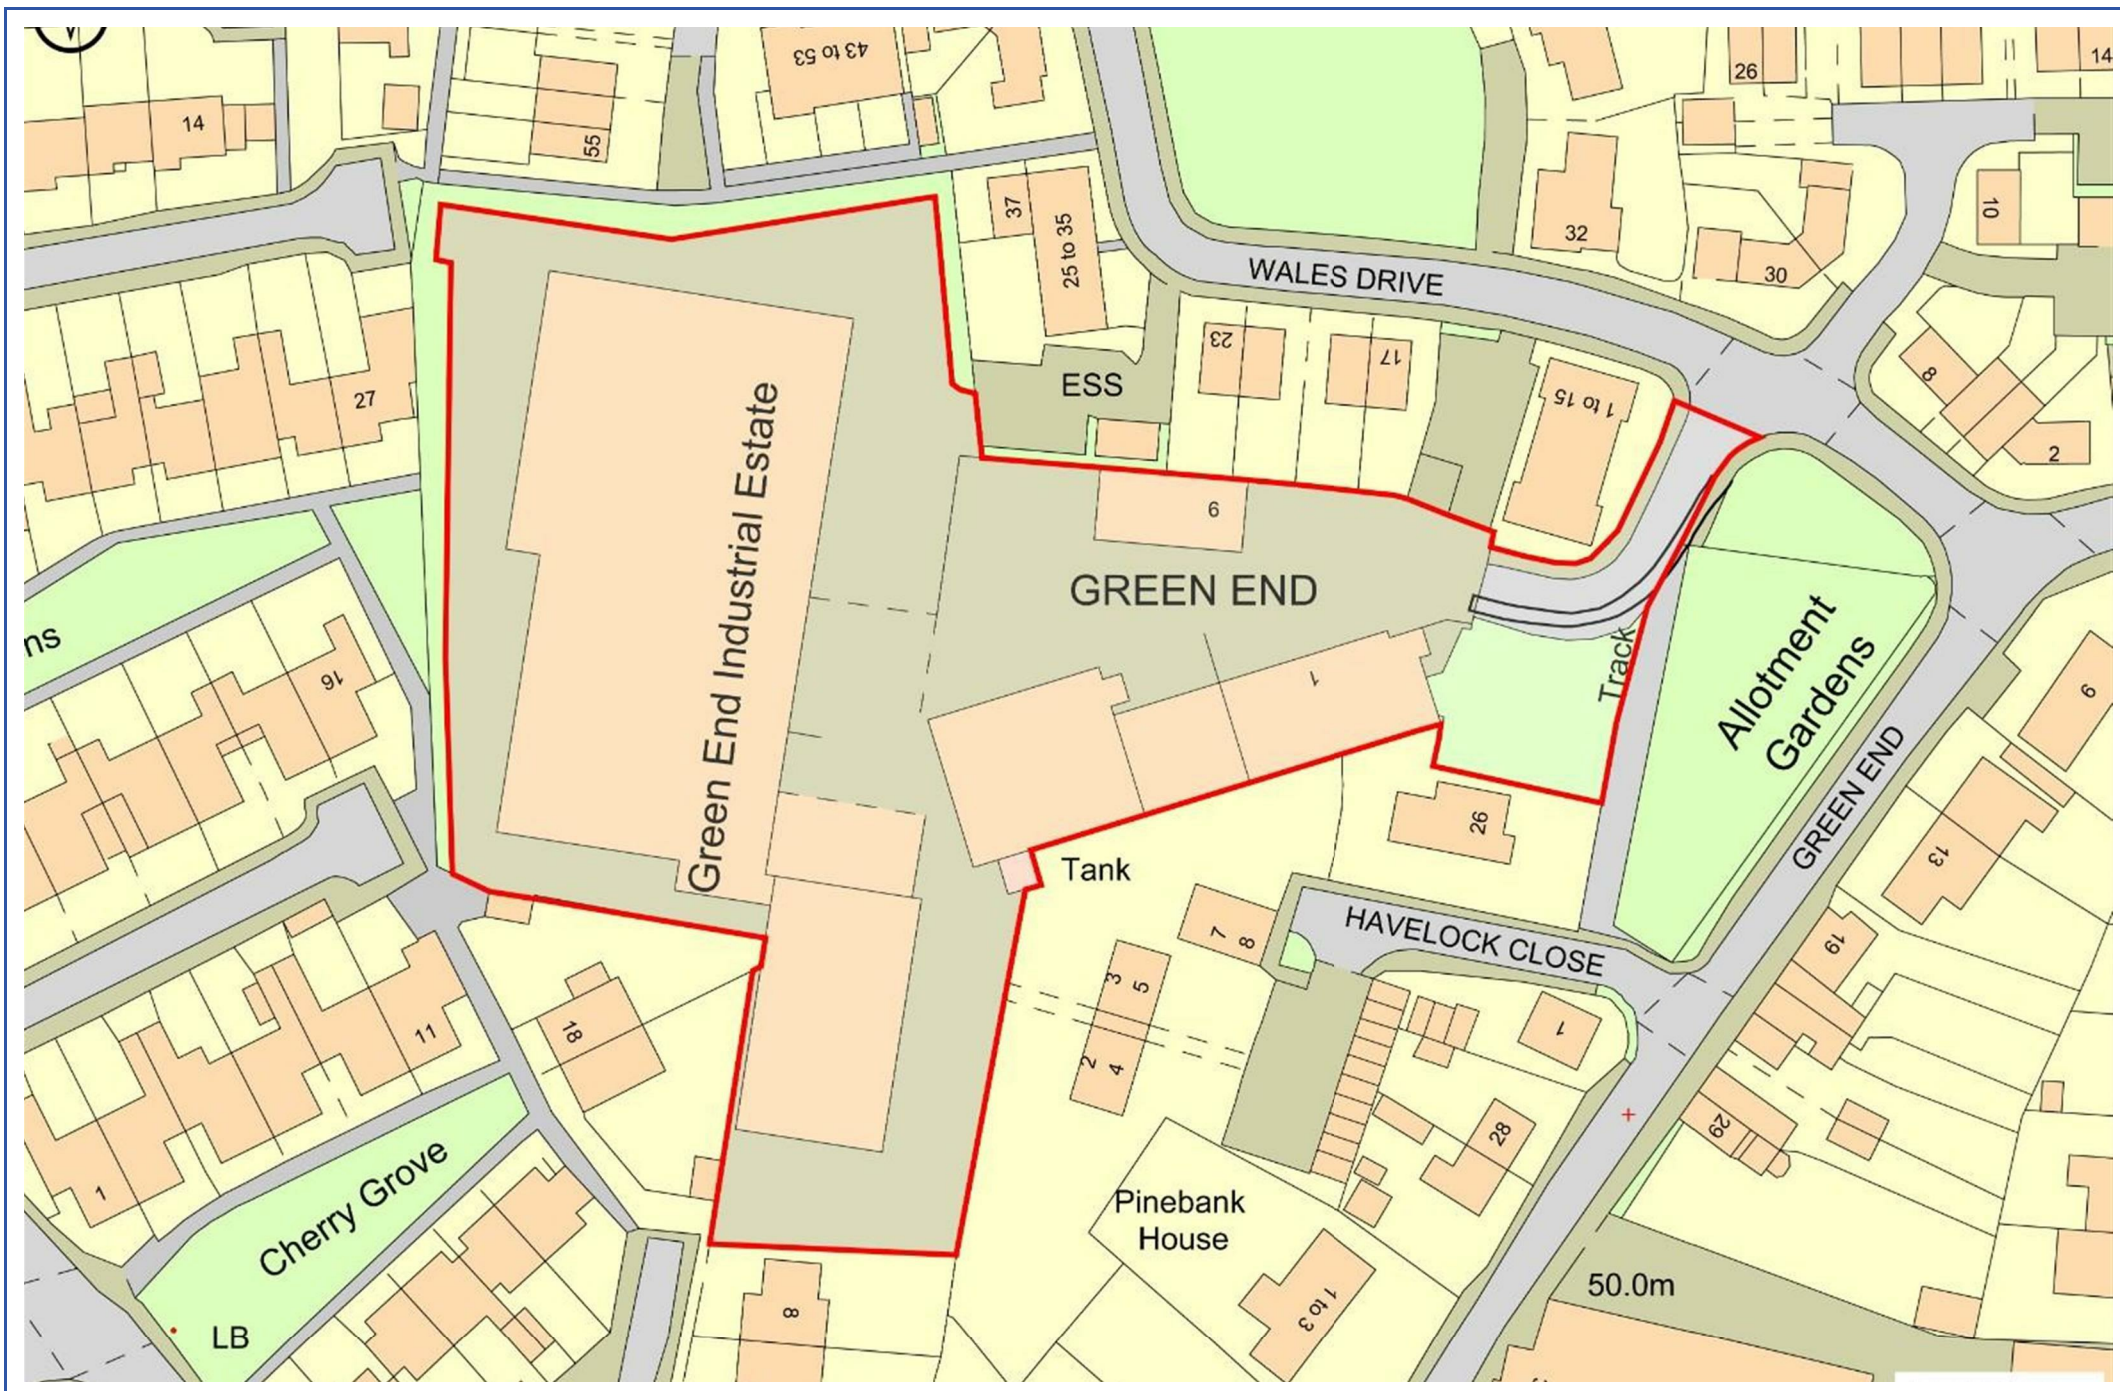 43 to 53
26
14
14
55
37
25 to 35
10
32
30
WALES DRIVE
23
17
ESS
1 to 15
8
2
27
6
Green End Industrial Estate
GREEN END
Allotment
Gardens
Track
ns
16
1
9
26
GREEN END
13
Tank
7
8
HAVELOCK CLOSE
19
3
5
2
4
18
11
1
28
29
Cherry Grove
1
Pinebank
House
50.0m
1 to 3
8
LB